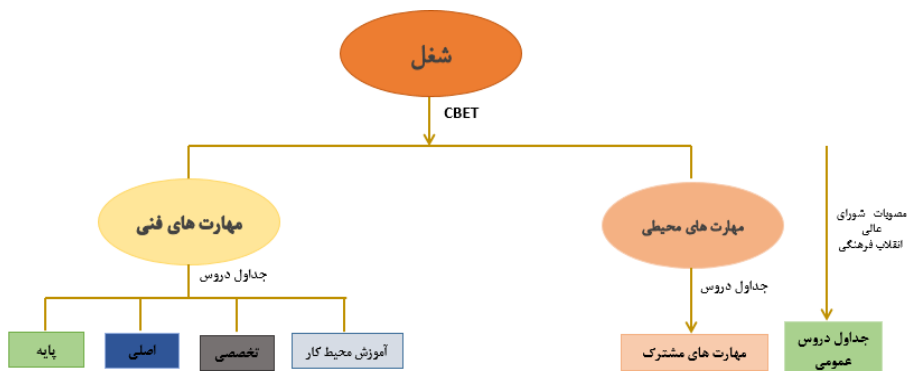 شغل
CBET
مهارت های فنی
مهارت های محیطی
مصوبات شورای
عالی
انقلاب فرهنگی
جداول دروس
جداول دروس
پایه
اصلی
تخصصی
آموزش محیط کار
مهارت های مشترک
جداول دروس
عمومی